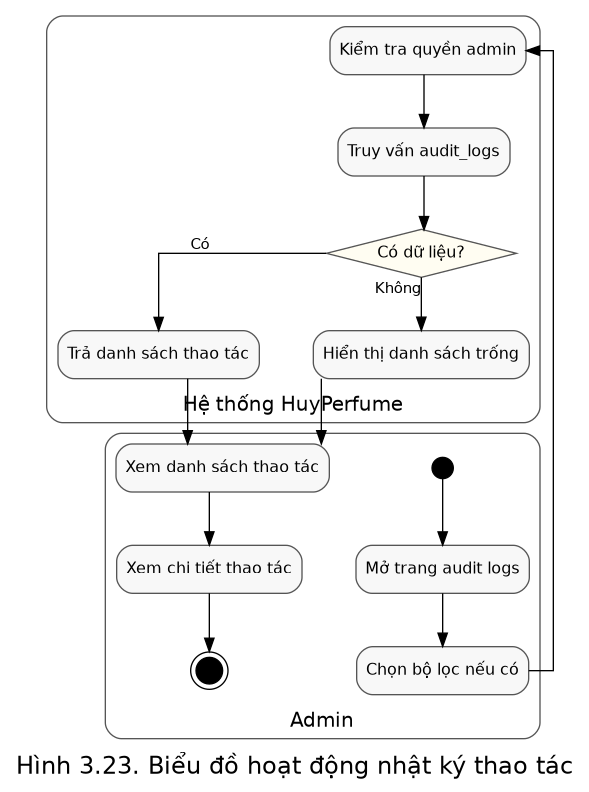 Kiểm tra quyền admin
Truy vấn audit_logs
Có dữ liệu?
Có
Không
Trả danh sách thao tác
Hiển thị danh sách trống
Hệ thống HuyPerfume
Xem danh sách thao tác
Xem chi tiết thao tác
Mở trang audit logs
Chọn bộ lọc nếu có
Admin
Hình 3.23. Biểu đồ hoạt động nhật ký thao tác